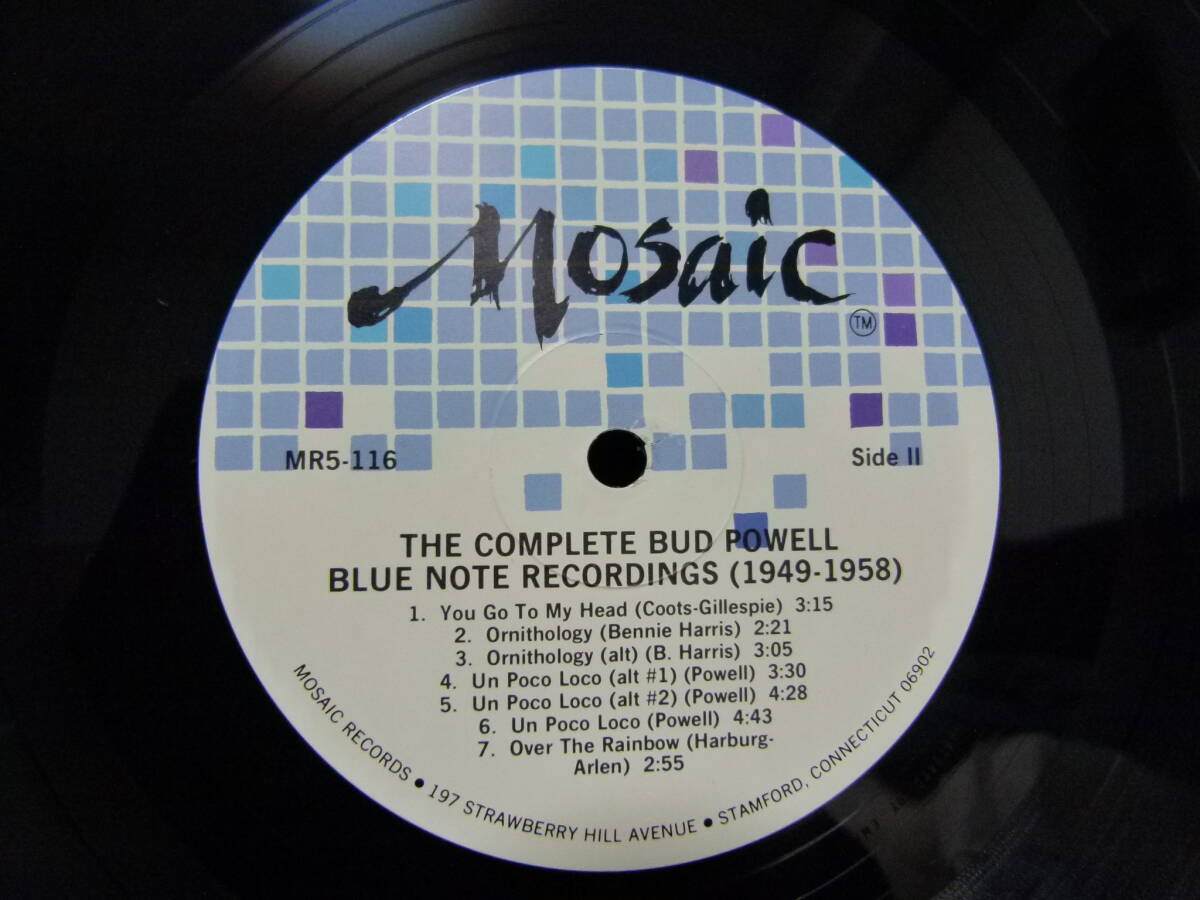 Mosaic
TM
MR5-116
Side II
THE COMPLETE BUD POWELL
BLUE NOTE RECORDINGS (1949-1958)
1. You Go To My Head (Coots-Gillespie) 3:15
2. Ornithology (Bennie Harris) 2:21
3. Ornithology (alt) (B. Harris) 3:05
4. Un Poco Loco (alt #1) (Powell) 3:30
5. Un Poco Loco (alt #2) (Powell) 4:28
6. Un Poco Loco (Powell) 4:43
7. Over The Rainbow (Harburg-
Arlen) 2:55
MOSAIC RECORDS • 197 STRAWBERRY HILL AVENUE • STAMFORD, CONNECTICUT 06902